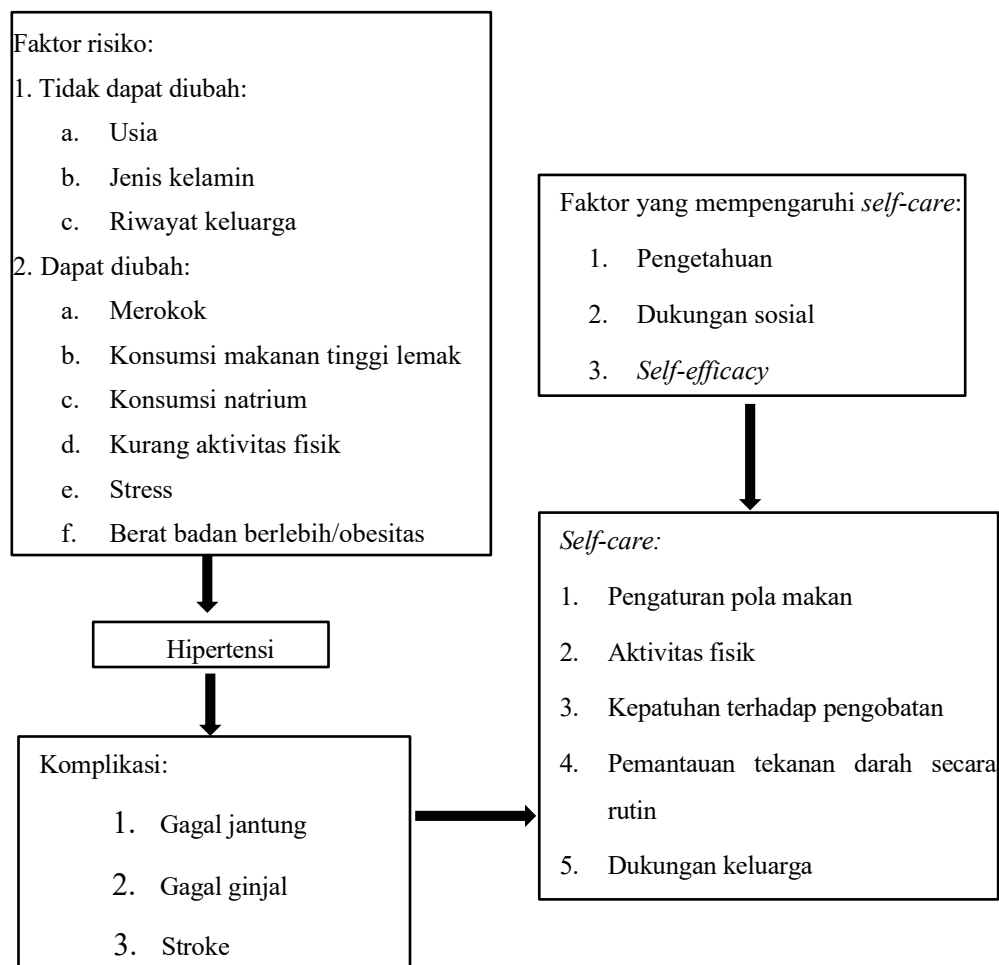 Faktor risiko:
1. Tidak dapat diubah:
a. Usia
b. Jenis kelamin
c. Riwayat keluarga
2. Dapat diubah:
a. Merokok
b. Konsumsi makanan tinggi lemak
c. Konsumsi natrium
d. Kurang aktivitas fisik
e. Stress
f. Berat badan berlebih/obesitas
Hipertensi
Komplikasi:
1. Gagal jantung
2. Gagal ginjal
3. Stroke
Faktor yang mempengaruhi self-care:
1. Pengetahuan
2. Dukungan sosial
3. Self-efficacy
Self-care:
1. Pengaturan pola makan
2. Aktivitas fisik
3. Kepatuhan terhadap pengobatan
4. Pemantauan tekanan darah secara
rutin
5. Dukungan keluarga